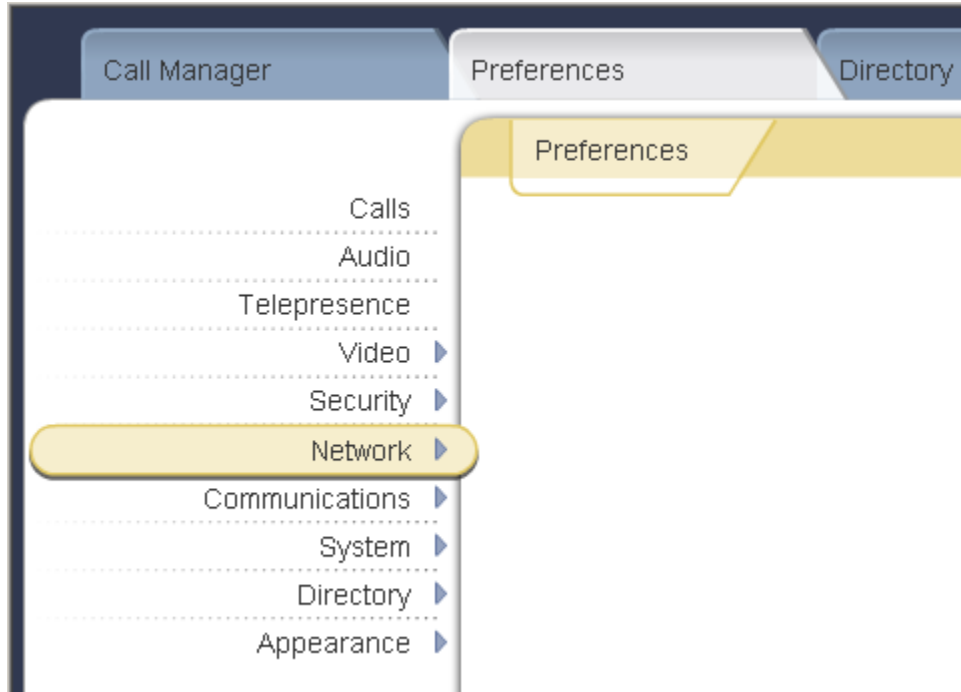 Call Manager
Preferences
Directory
Preferences
Calls
Audio
Telepresence
Video
Security
Network
Communications
System
Directory
Appearance